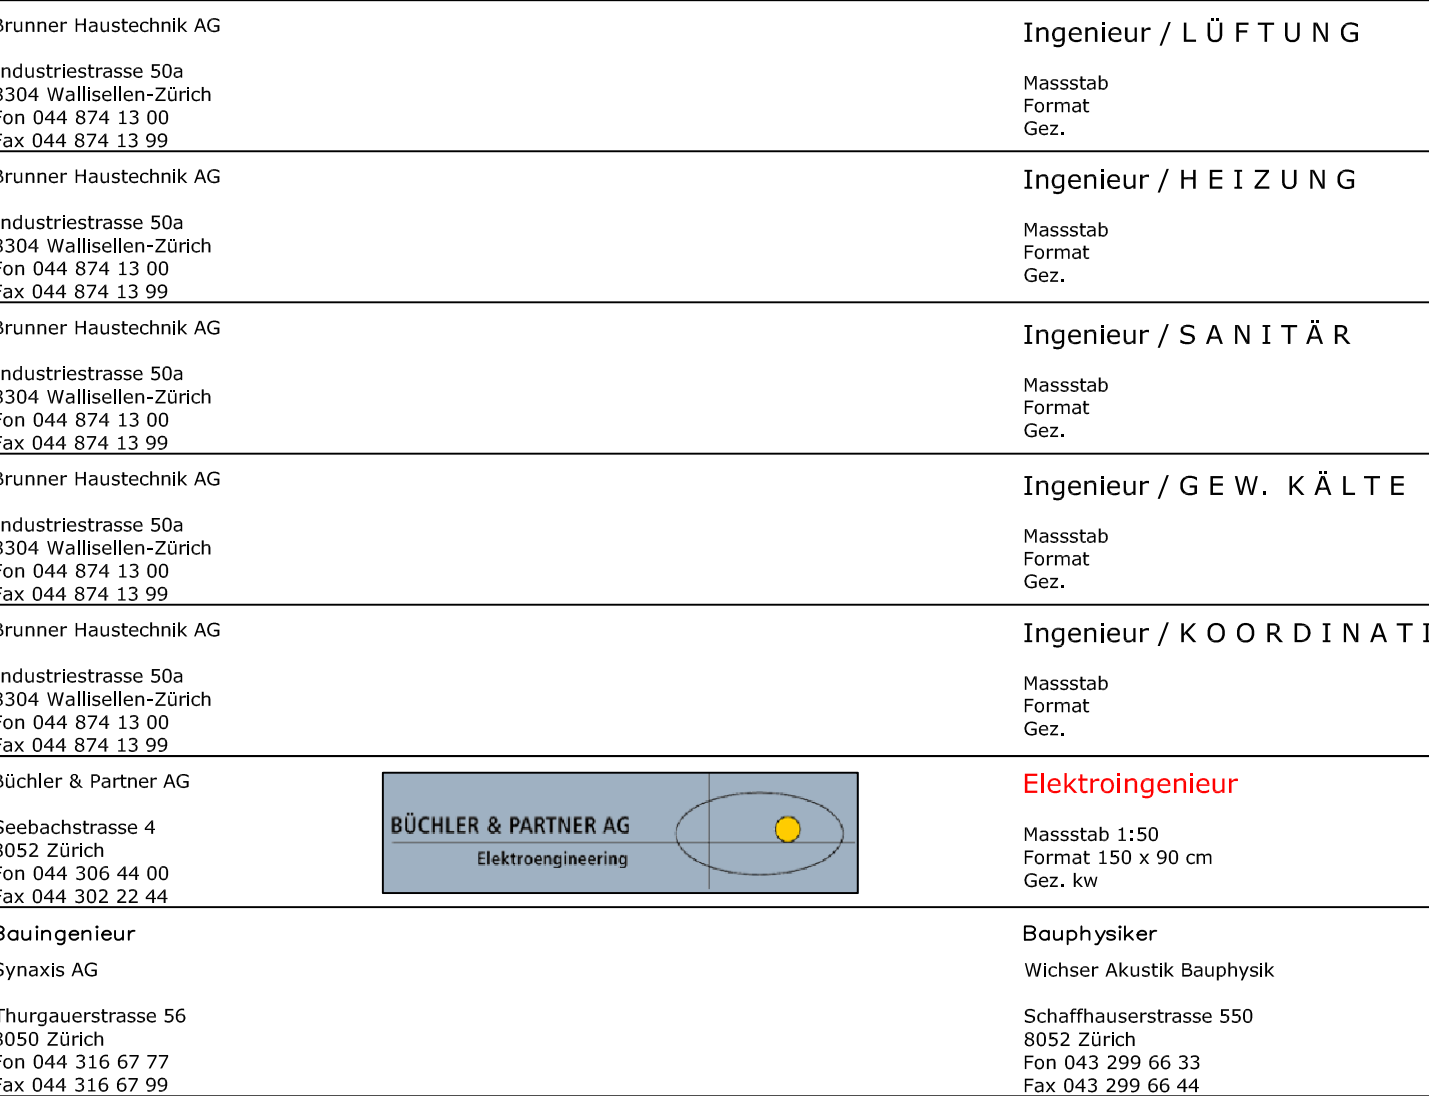 Brunner Haustechnik AG
Ingenieur / L Ü F T U N G
Industriestrasse 50a
8304 Wallisellen-Zürich
Fon 044 874 13 00
Fax 044 874 13 99
Massstab
Format
Gez.
Brunner Haustechnik AG
Ingenieur / H E I Z U N G
Industriestrasse 50a
8304 Wallisellen-Zürich
Fon 044 874 13 00
Fax 044 874 13 99
Massstab
Format
Gez.
Brunner Haustechnik AG
Ingenieur / S A N I T Ä R
Industriestrasse 50a
8304 Wallisellen-Zürich
Fon 044 874 13 00
Fax 044 874 13 99
Massstab
Format
Gez.
Brunner Haustechnik AG
Ingenieur / G E W. K Ä L T E
Industriestrasse 50a
8304 Wallisellen-Zürich
Fon 044 874 13 00
Fax 044 874 13 99
Massstab
Format
Gez.
Brunner Haustechnik AG
Ingenieur / K O O R D I N A T I
Industriestrasse 50a
8304 Wallisellen-Zürich
Fon 044 874 13 00
Fax 044 874 13 99
Massstab
Format
Gez.
Büchler & Partner AG
Seebachstrasse 4
8052 Zürich
Fon 044 306 44 00
Fax 044 302 22 44
BÜCHLER & PARTNER AG
Elektroengineering
Elektroingenieur
Massstab 1:50
Format 150 x 90 cm
Gez. kw
Bauingenieur
Synaxis AG
Thurgauerstrasse 56
8050 Zürich
Fon 044 316 67 77
Fax 044 316 67 99
Bauphysiker
Wichser Akustik Bauphysik
Schaffhauserstrasse 550
8052 Zürich
Fon 043 299 66 33
Fax 043 299 66 44